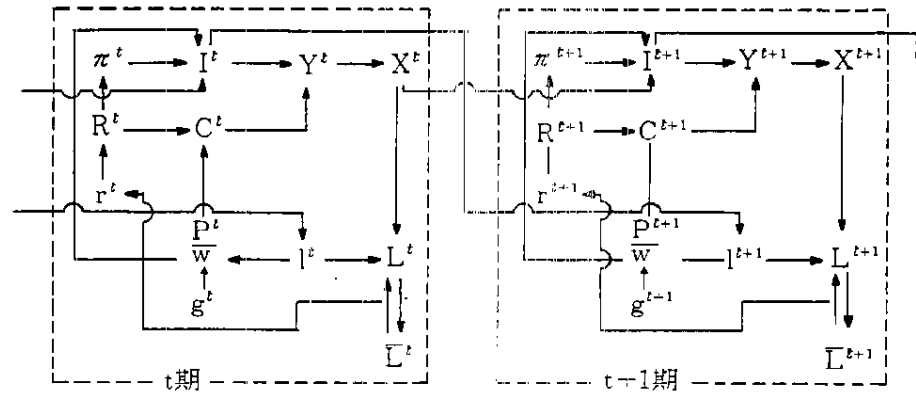 π^t I^t Y^t X^t π^{t+1} I^{t+1} Y^{t+1} X^{t+1}
R^t C^t R^{t+1} C^{t+1}
r^t r^{t+1}
P^t P^{t+1}
w̅ l^t L^t w̅ l^{t+1} L^{t+1}
g^t g^{t+1}
L̅^t L̅^{t+1}
t期 t+1期